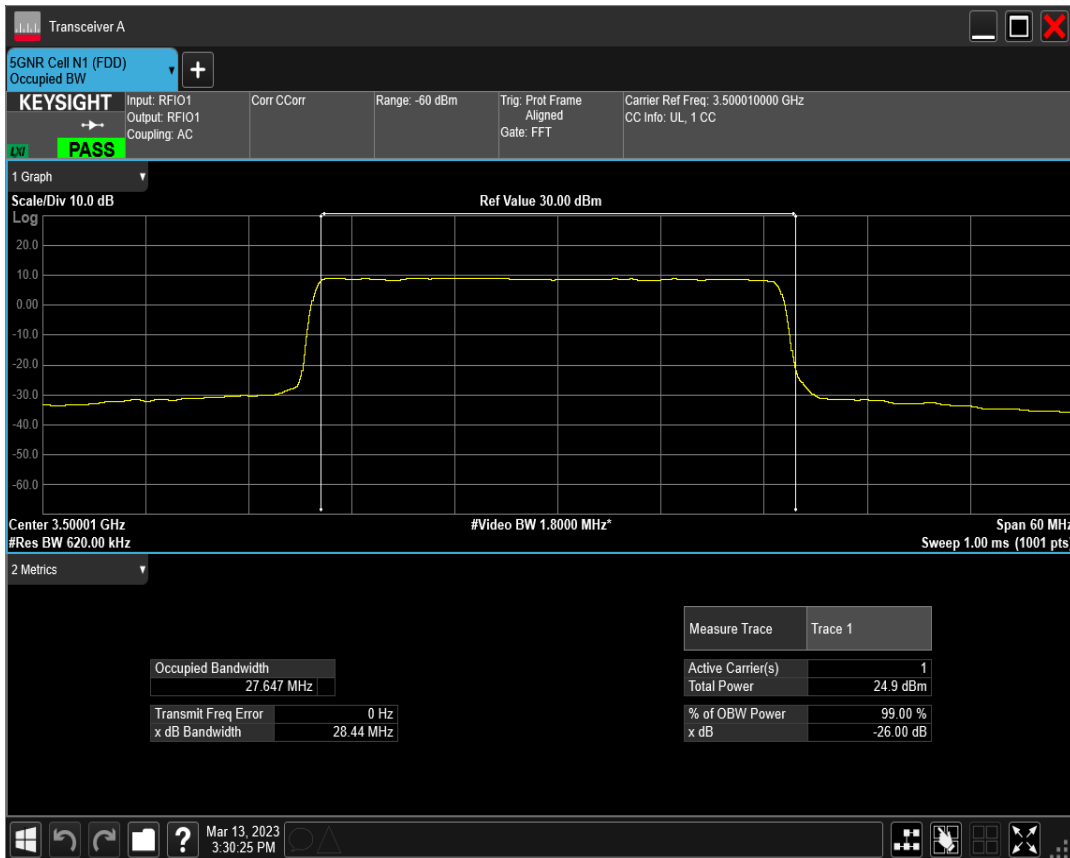 Transceiver A
5GNR Cell N1 (FDD)
Occupied BW
+
KEYSIGHT
LXI
PASS
Input: RFIO1
Output: RFIO1
Coupling: AC
Corr CCorr
Range: -60 dBm
Trig: Prot Frame
Aligned
Gate: FFT
Carrier Ref Freq: 3.500010000 GHz
CC Info: UL, 1 CC
1 Graph
Scale/Div 10.0 dB
Ref Value 30.00 dBm
Log
20.0
10.0
0.00
-10.0
-20.0
-30.0
-40.0
-50.0
-60.0
Center 3.50001 GHz
#Video BW 1.8000 MHz*
Span 60 MHz
#Res BW 620.00 kHz
Sweep 1.00 ms (1001 pts)
2 Metrics
Measure Trace Trace 1
Occupied Bandwidth
27.647 MHz
Active Carrier(s) 1
Total Power 24.9 dBm
Transmit Freq Error 0 Hz
x dB Bandwidth 28.44 MHz
% of OBW Power 99.00 %
x dB -26.00 dB
?
Mar 13, 2023
3:30:25 PM